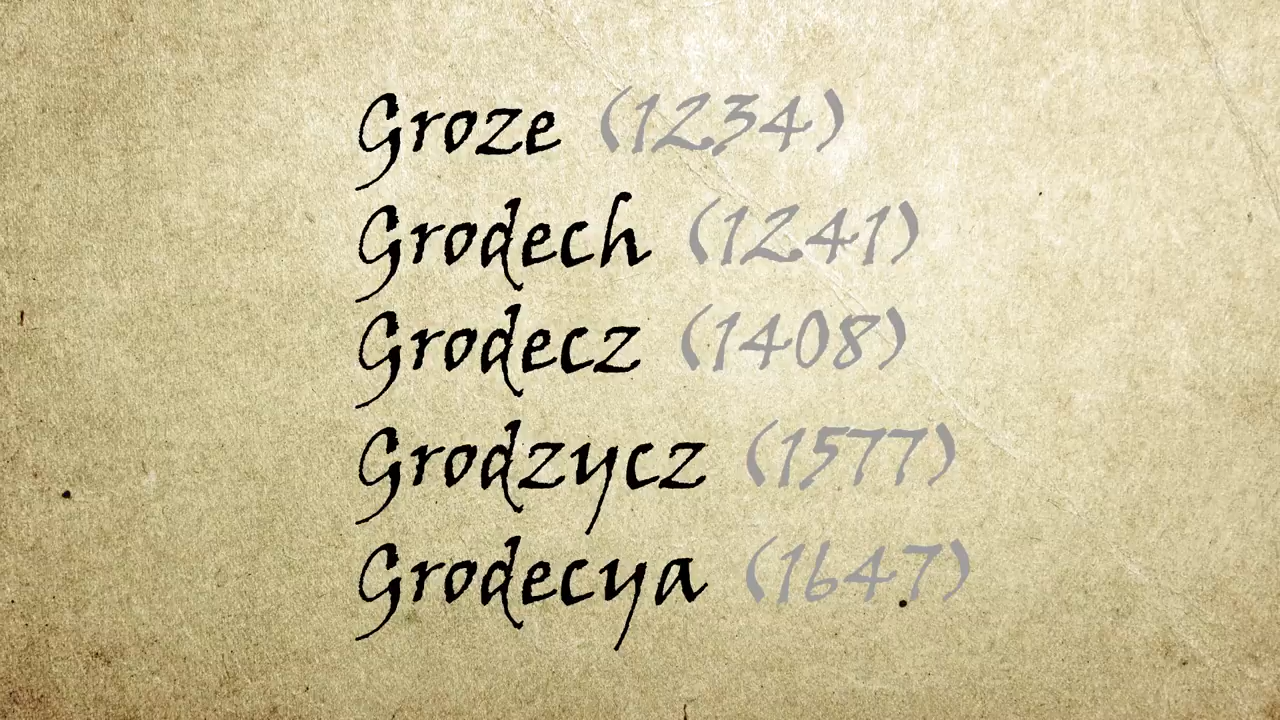 Groze (1234)
Grodech (1241)
Grodecz (1408)
Grodzycz (1577)
Grodecya (1647)